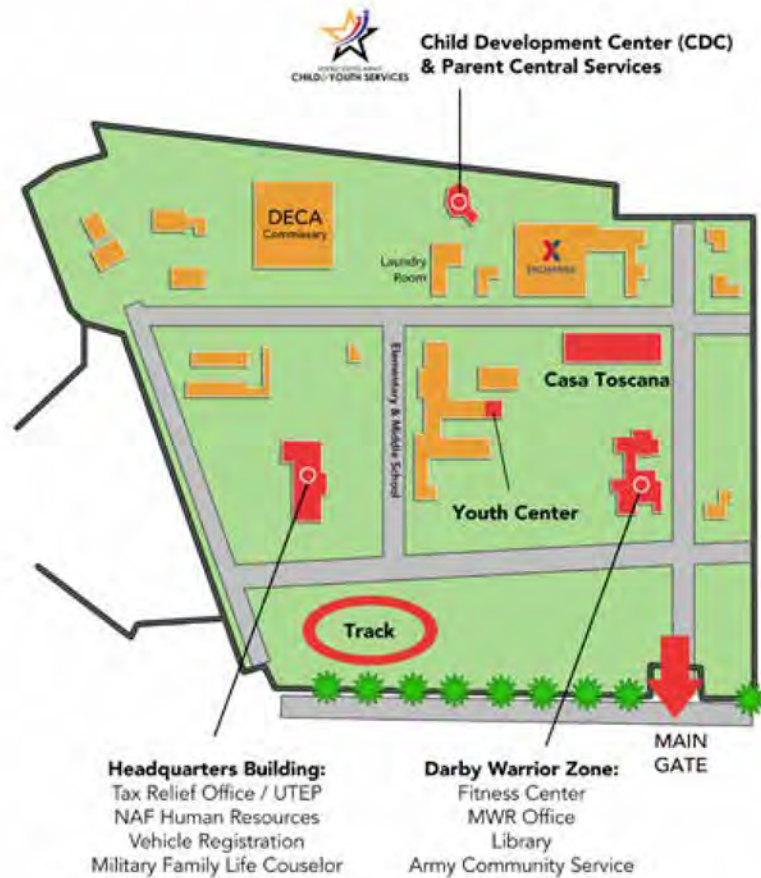 Child Development Center (CDC)
& Parent Central Services
CHILD & YOUTH SERVICES
DECA
Commissary
Laundry
Room
X
EXCHANGE
Elementary & Middle School
Casa Toscana
Youth Center
Track
MAIN
GATE
Headquarters Building:
Tax Relief Office / UTEP
NAF Human Resources
Vehicle Registration
Military Family Life Couselor
Darby Warrior Zone:
Fitness Center
MWR Office
Library
Army Community Service